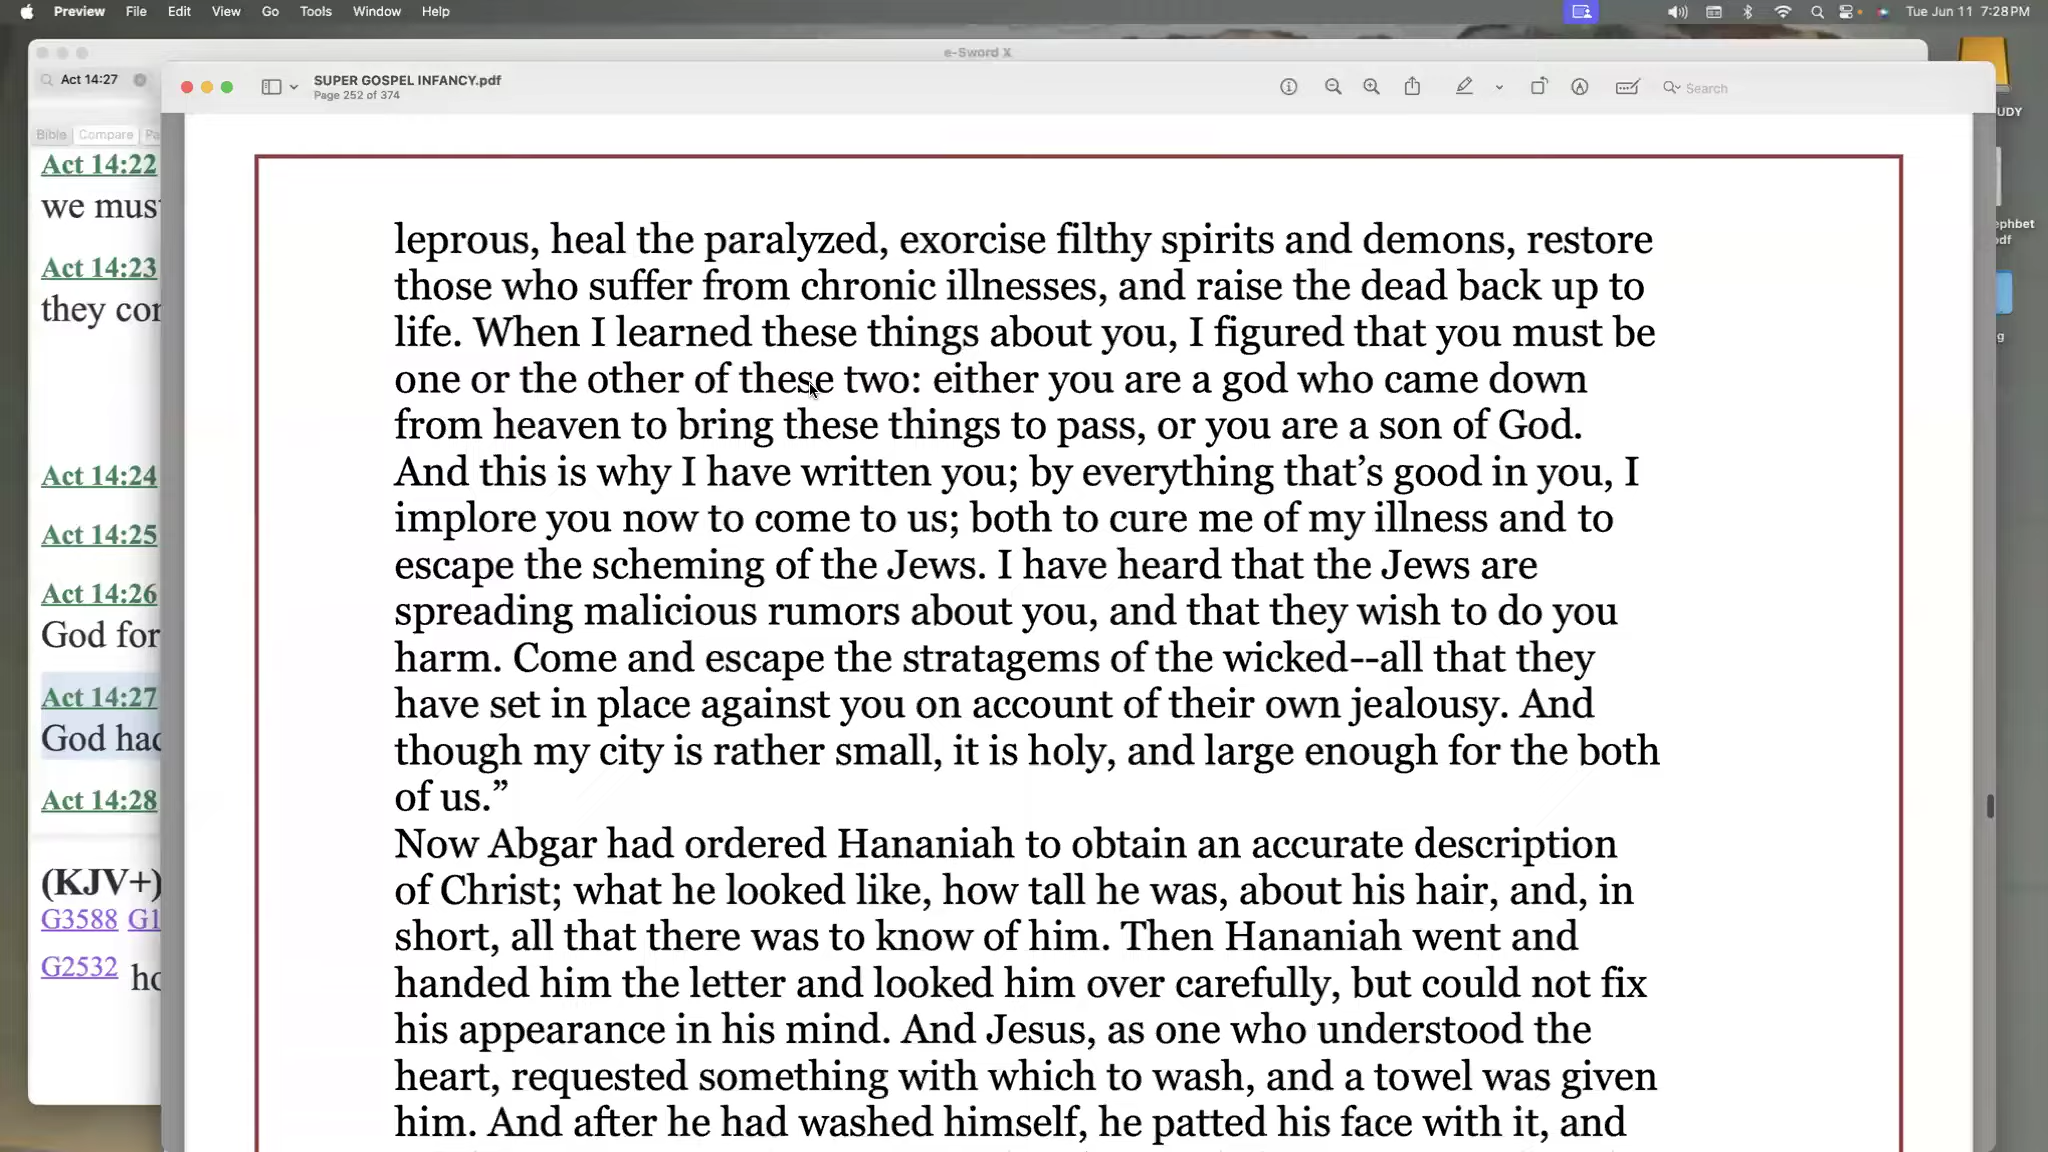 Preview File Edit View Go Tools Window Help
Tue Jun 11 7:28 PM
e-Sword X
Act 14:27
SUPER GOSPEL INFANCY.pdf
Page 252 of 374
Search
UDY
Bible Compare Pa
Act 14:22
we must
Act 14:23
they con
Act 14:24
Act 14:25
Act 14:26
God for
Act 14:27
God had
Act 14:28
(KJV+)
G3588 G1
G2532 ho
leprous, heal the paralyzed, exorcise filthy spirits and demons, restore
those who suffer from chronic illnesses, and raise the dead back up to
life. When I learned these things about you, I figured that you must be
one or the other of these two: either you are a god who came down
from heaven to bring these things to pass, or you are a son of God.
And this is why I have written you; by everything that’s good in you, I
implore you now to come to us; both to cure me of my illness and to
escape the scheming of the Jews. I have heard that the Jews are
spreading malicious rumors about you, and that they wish to do you
harm. Come and escape the stratagems of the wicked--all that they
have set in place against you on account of their own jealousy. And
though my city is rather small, it is holy, and large enough for the both
of us.”
Now Abgar had ordered Hananiah to obtain an accurate description
of Christ; what he looked like, how tall he was, about his hair, and, in
short, all that there was to know of him. Then Hananiah went and
handed him the letter and looked him over carefully, but could not fix
his appearance in his mind. And Jesus, as one who understood the
heart, requested something with which to wash, and a towel was given
him. And after he had washed himself, he patted his face with it, and
ephbet
df
g